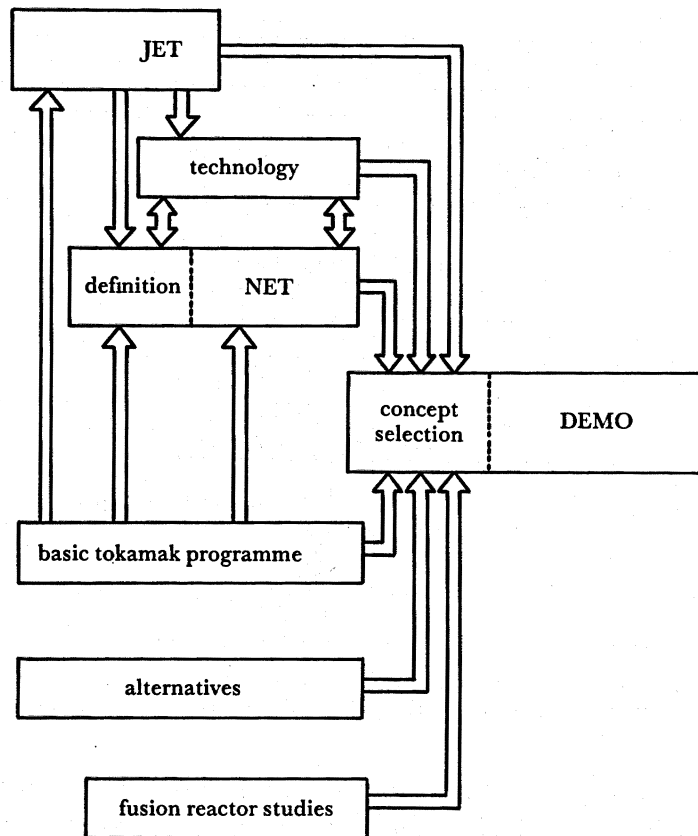 JET
technology
definition
NET
concept
selection
DEMO
basic tokamak programme
alternatives
fusion reactor studies